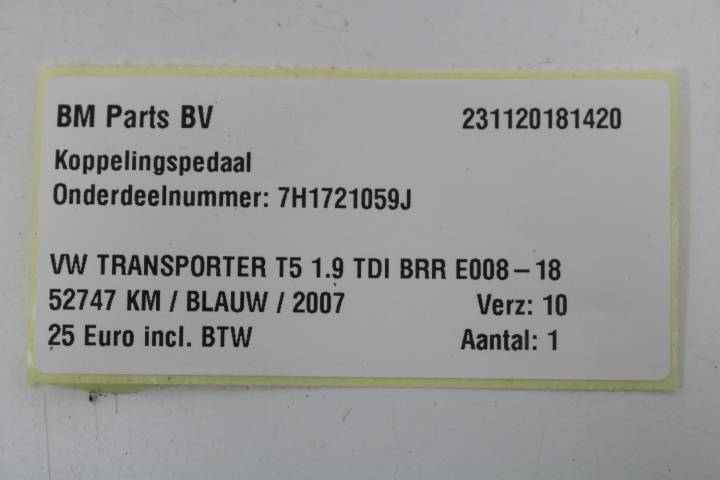 BM Parts BV 231120181420
Koppelingspedaal
Onderdeelnummer: 7H1721059J
VW TRANSPORTER T5 1.9 TDI BRR E008-18
52747 KM / BLAUW / 2007 Verz: 10
25 Euro incl. BTW Aantal: 1